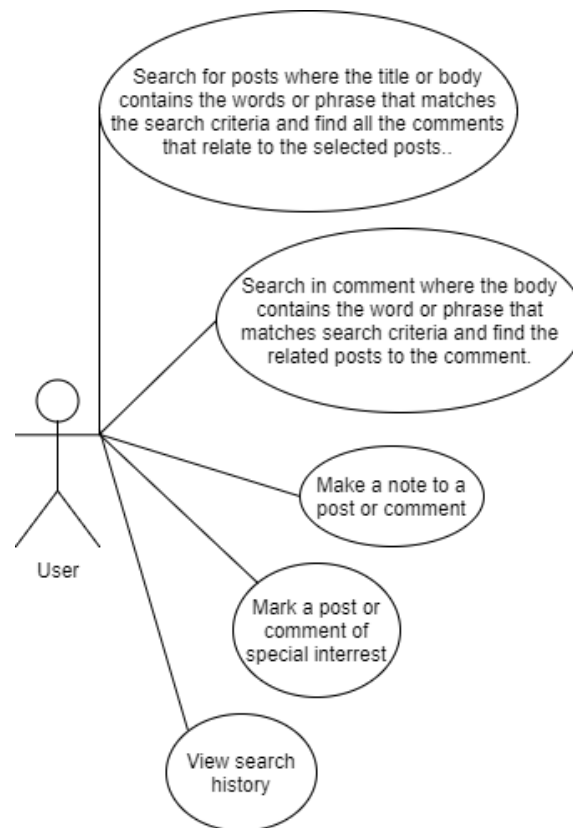 Search for posts where the title or body
contains the words or phrase that matches
the search criteria and find all the comments
that relate to the selected posts..
Search in comment where the body
contains the word or phrase that
matches search criteria and find the
related posts to the comment.
Make a note to a
post or comment
User
Mark a post or
comment of
special interrest
View search
history